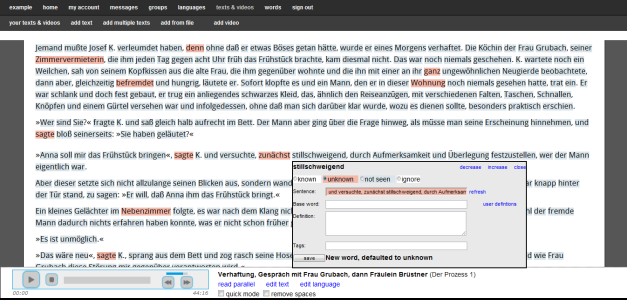 example home my account messages groups languages texts & videos words sign out
your texts & videos add text add multiple texts add from file add video
Jemand mußte Josef K. verleumdet haben, denn ohne daß er etwas Böses getan hätte, wurde er eines Morgens verhaftet. Die Köchin der Frau Grubach, seiner
Zimmervermieterin, die ihm jeden Tag gegen acht Uhr früh das Frühstück brachte, kam diesmal nicht. Das war noch niemals geschehen. K. wartete noch ein
Weilchen, sah von seinem Kopfkissen aus die alte Frau, die ihm gegenüber wohnte und die ihn mit einer an ihr ganz ungewöhnlichen Neugierde beobachtete,
dann aber, gleichzeitig befremdet und hungrig, läutete er. Sofort klopfte es und ein Mann, den er in dieser Wohnung noch niemals gesehen hatte, trat ein. Er
war schlank und doch fest gebaut, er trug ein anliegendes schwarzes Kleid, das, ähnlich den Reiseanzügen, mit verschiedenen Falten, Taschen, Schnallen,
Knöpfen und einem Gürtel versehen war und infolgedessen, ohne daß man sich darüber klar wurde, wozu es dienen sollte, besonders praktisch erschien.
»Wer sind Sie?« fragte K. und saß gleich halb aufrecht im Bett. Der Mann aber ging über die Frage hinweg, als müsse man seine Erscheinung hinnehmen, und
sagte bloß seinerseits: »Sie haben geläutet?«
»Anna soll mir das Frühstück bringen«, sagte K. und versuchte, zunächst stillschweigend, durch Aufmerksamkeit und Überlegung festzustellen, wer der Mann
eigentlich war.
stillschweigend decrease increase close
known unknown not seen ignore
Sentence: und versuchte, zunächst stillschweigend, durch Aufmerksam refresh
Base word: user definitions
Definition:
Tags:
save New word, defaulted to unknown
Aber dieser setzte sich nicht allzulange seinen Blicken aus, sondern wand
war knapp hinter
der Tür stand, zu sagen: »Er will, daß Anna ihm das Frühstück bringt.«
Ein kleines Gelächter im Nebenzimmer folgte, es war nach dem Klang nic
der fremde
Mann dadurch nichts erfahren haben konnte, was er nicht schon früher
»Es ist unmöglich.«
»Das wäre neu«, sagte K., sprang aus dem Bett und zog rasch seine Hose
wie Frau
00:00 44:16
Verhaftung, Gespräch mit Frau Grubach, dann Fräulein Brüstner (Der Prozess 1)
read parallel edit text edit language
quick mode remove spaces